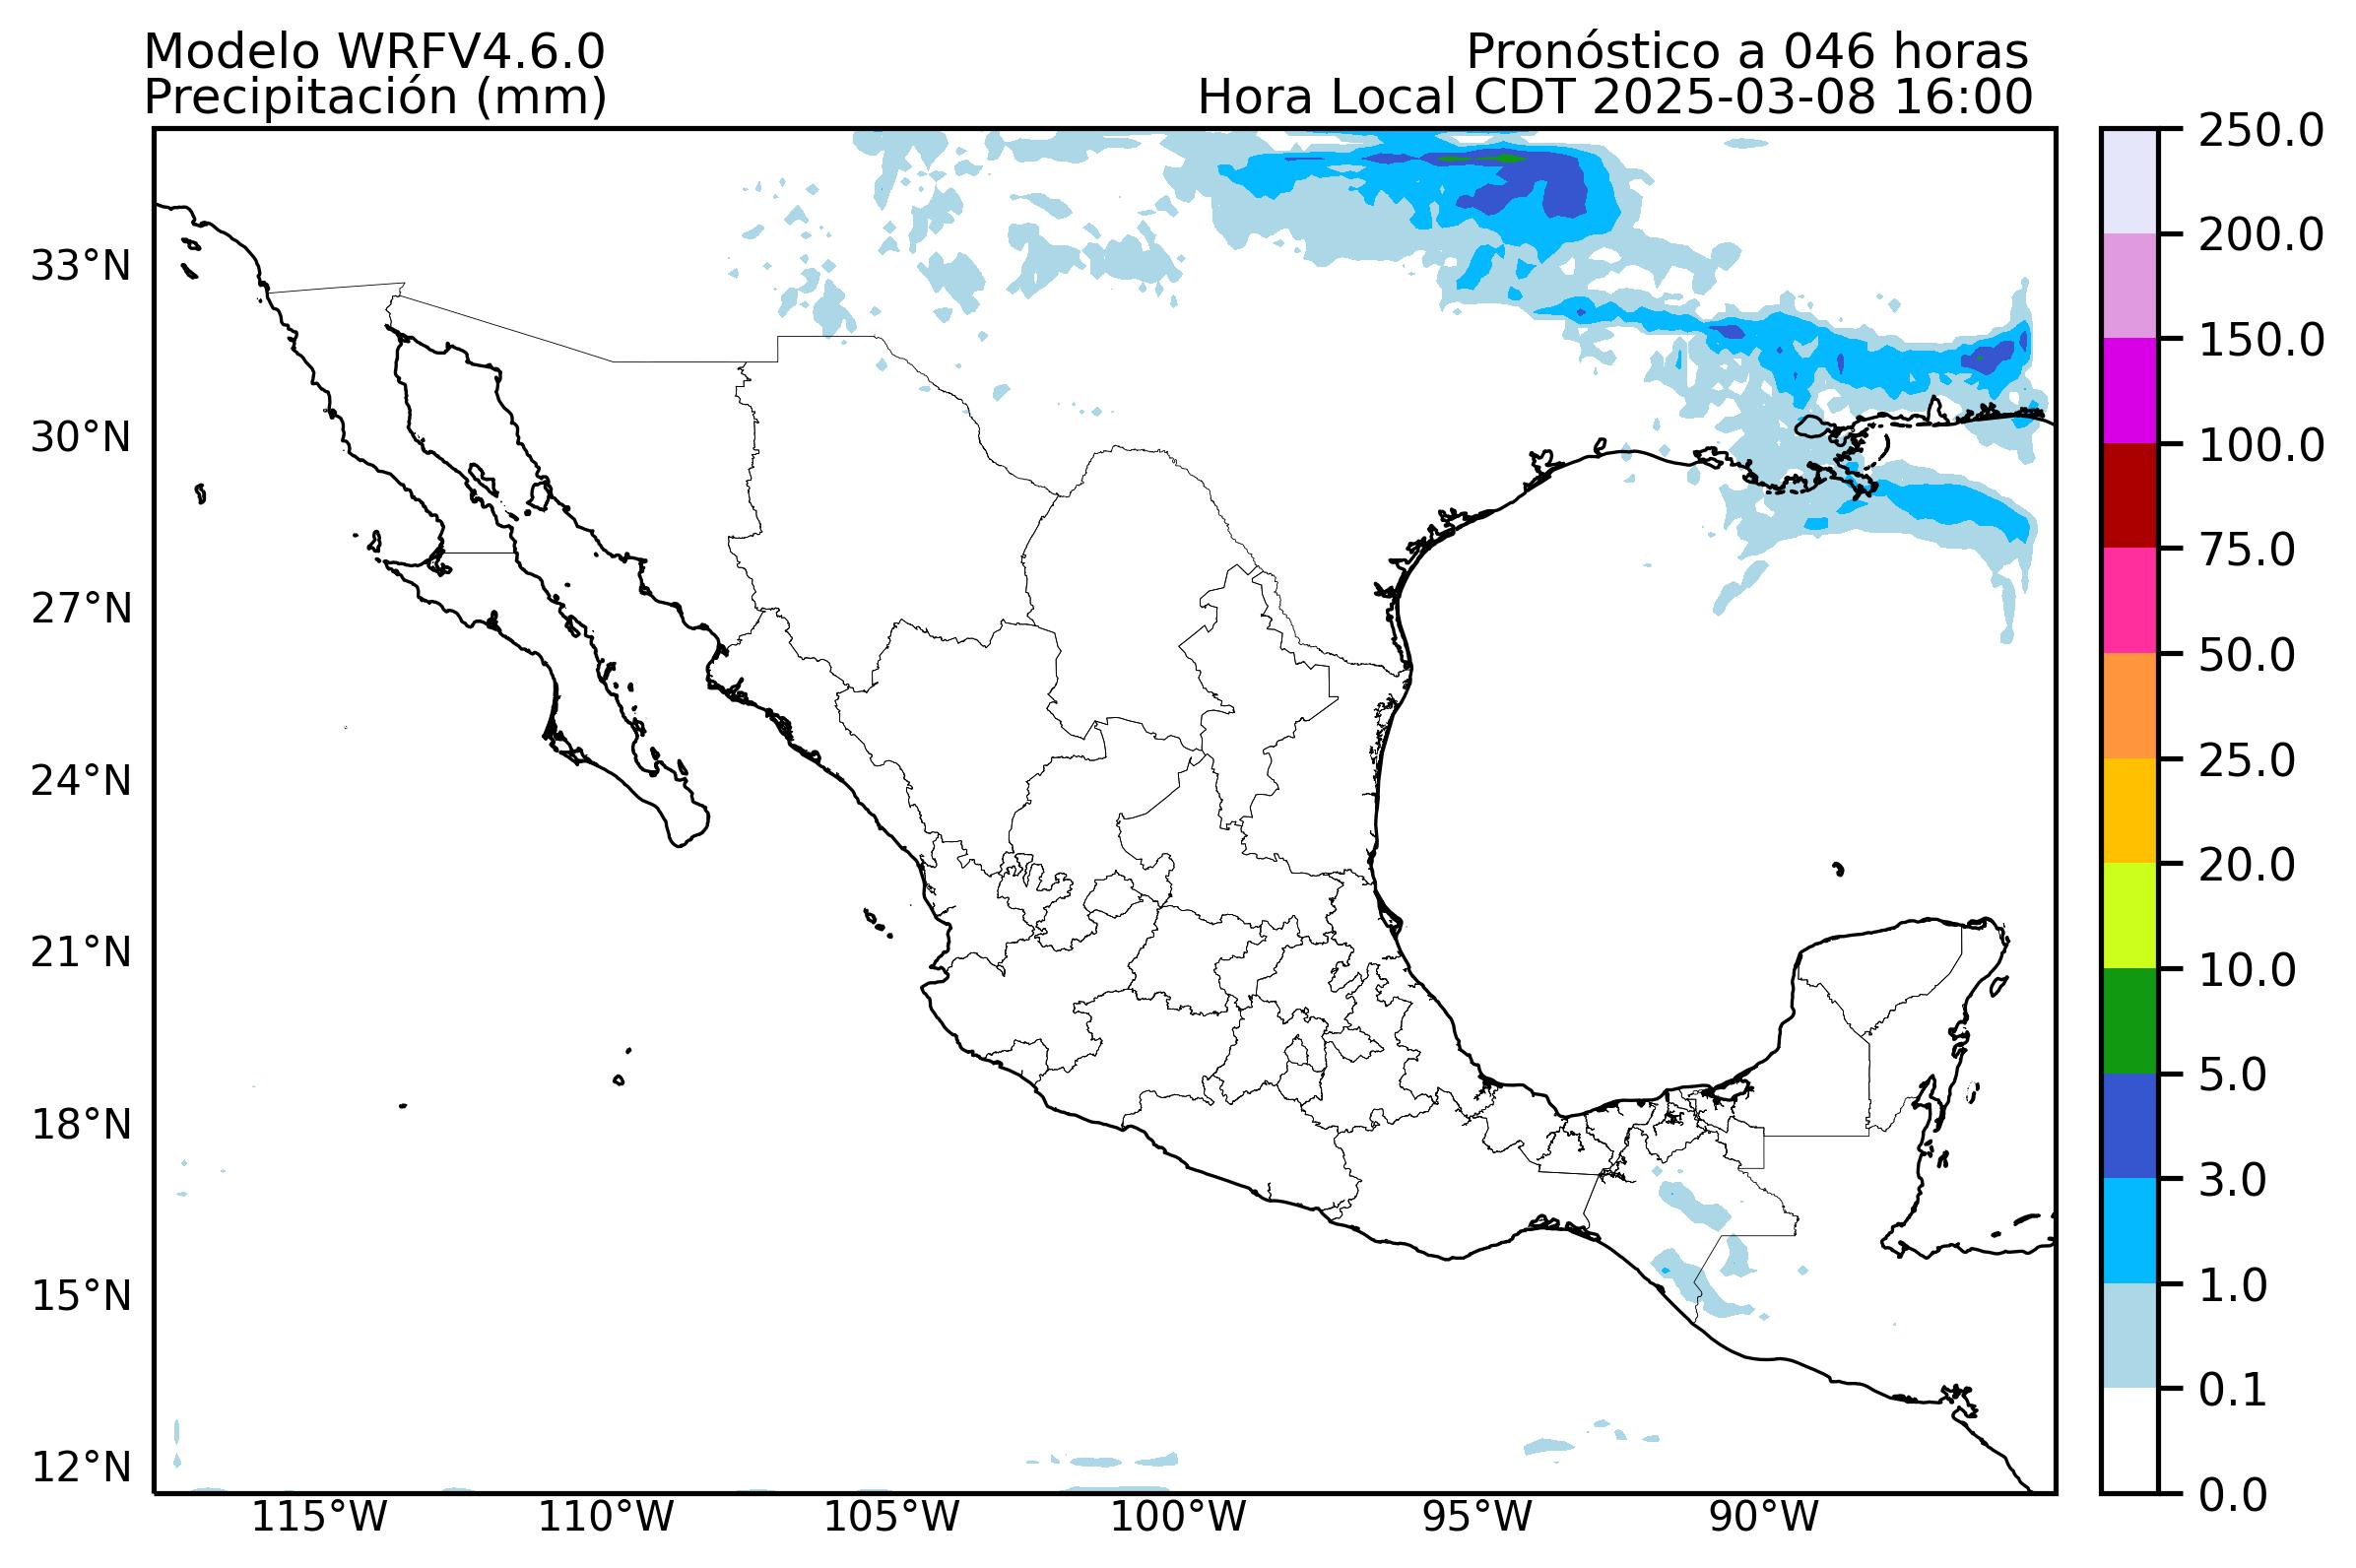 Modelo WRFV4.6.0
Pronóstico a 046 horas
Precipitación (mm)
Hora Local CDT 2025-03-08 16:00
250.0
200.0
150.0
100.0
75.0
50.0
25.0
20.0
10.0
5.0
3.0
1.0
0.1
0.0
33°N
30°N
27°N
24°N
21°N
18°N
15°N
12°N
115°W
110°W
105°W
100°W
95°W
90°W